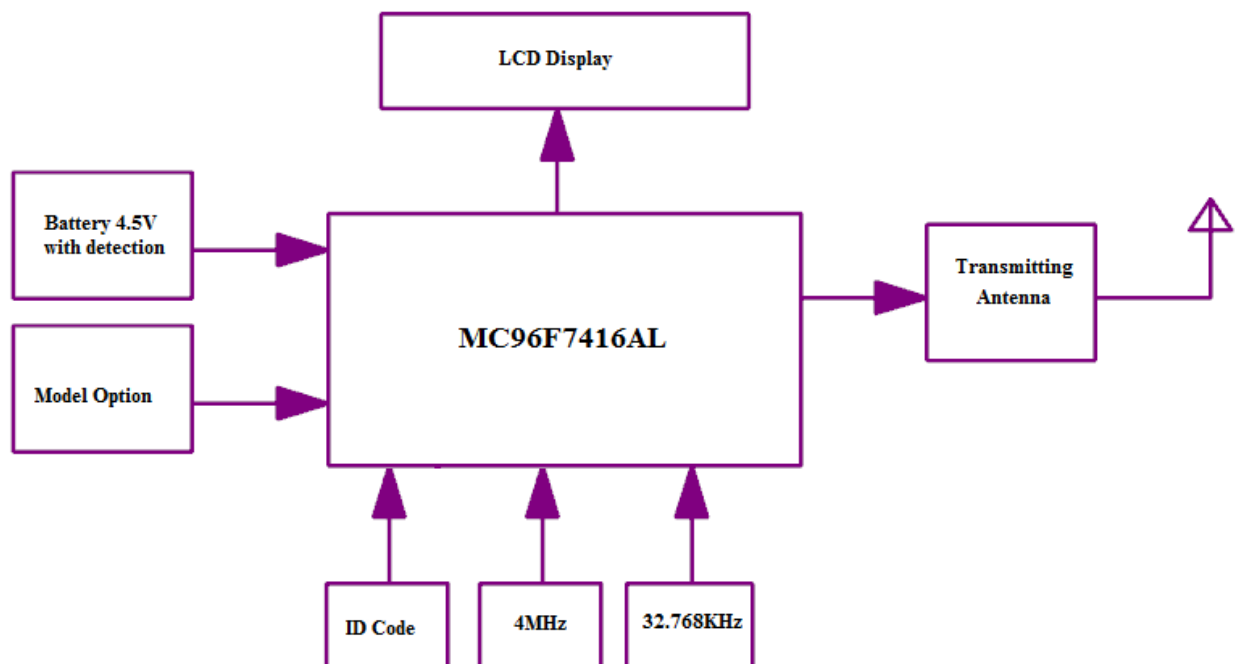 LCD Display
Battery 4.5V
with detection
Model Option
MC96F7416AL
Transmitting
Antenna
ID Code
4MHz
32.768KHz